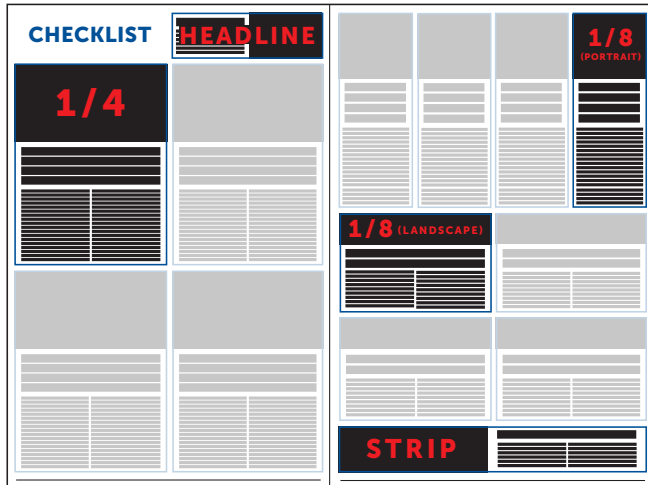 CHECKLIST
HEADLINE
1/4
1/8
(PORTRAIT)
1/8 (LANDSCAPE)
STRIP